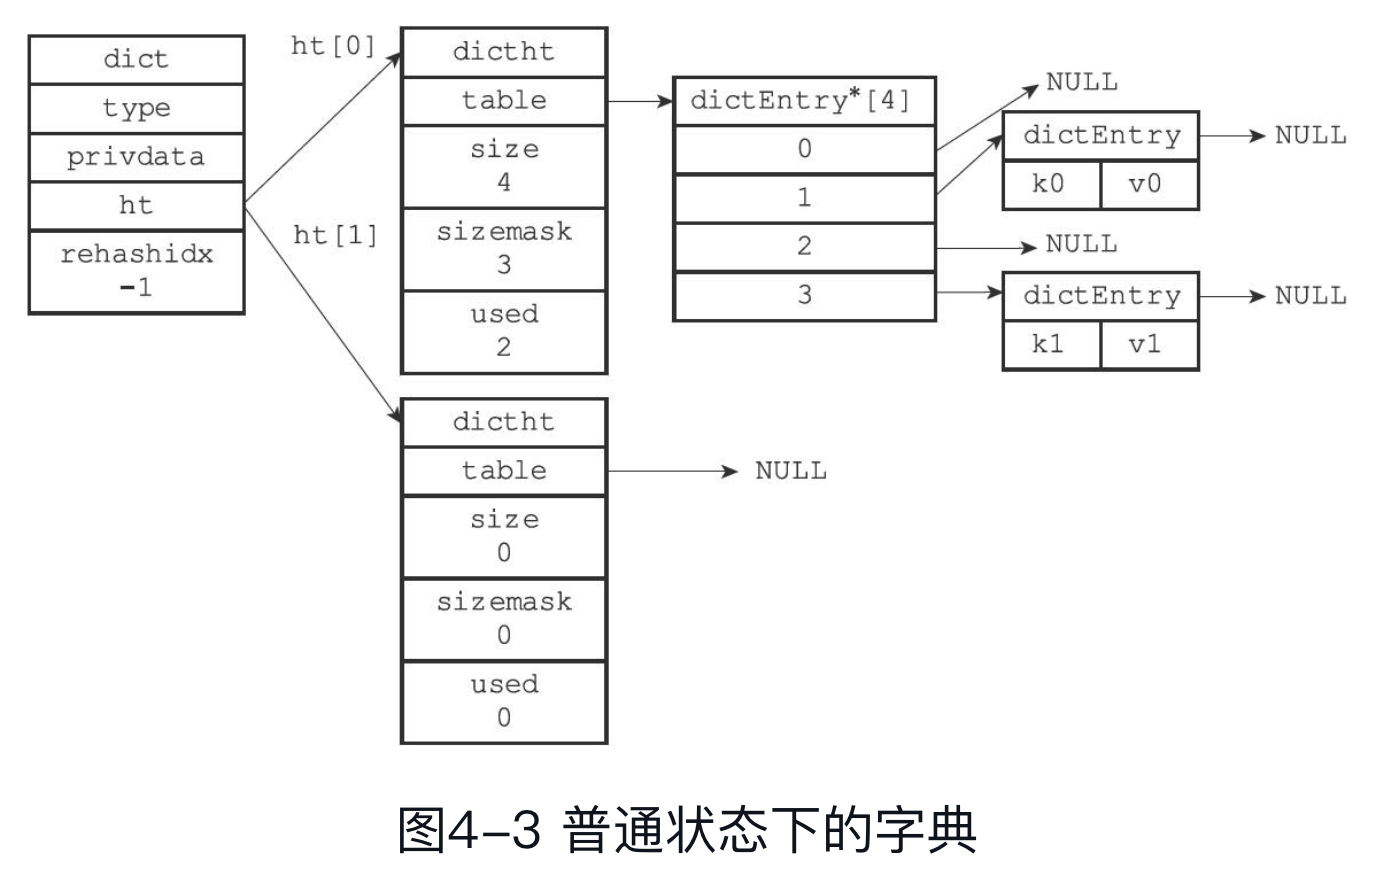 dict
type
privdata
ht
rehashidx
-1
ht[0]
ht[1]
dictht
table
size
4
sizemask
3
used
2
dictEntry*[4]
0
1
2
3
NULL
dictEntry
k0 v0
NULL
NULL
dictEntry
k1 v1
NULL
dictht
table
NULL
size
0
sizemask
0
used
0
图4-3 普通状态下的字典